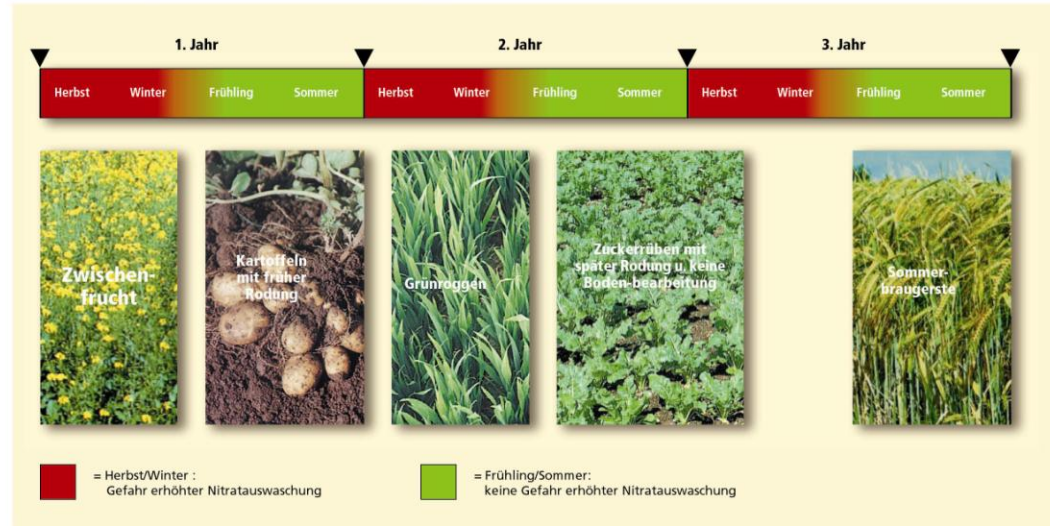 1. Jahr 2. Jahr 3. Jahr
Herbst Winter Frühling Sommer Herbst Winter Frühling Sommer Herbst Winter Frühling Sommer
Zwischen-
frucht
Kartoffeln
mit früher
Rodung
Grünroggen
Zuckerrüben mit
später Rodung u. keine
Boden-bearbeitung
Sommer-
braugerste
= Herbst/Winter :
Gefahr erhöhter Nitratauswaschung
= Frühling/Sommer:
keine Gefahr erhöhter Nitratauswaschung